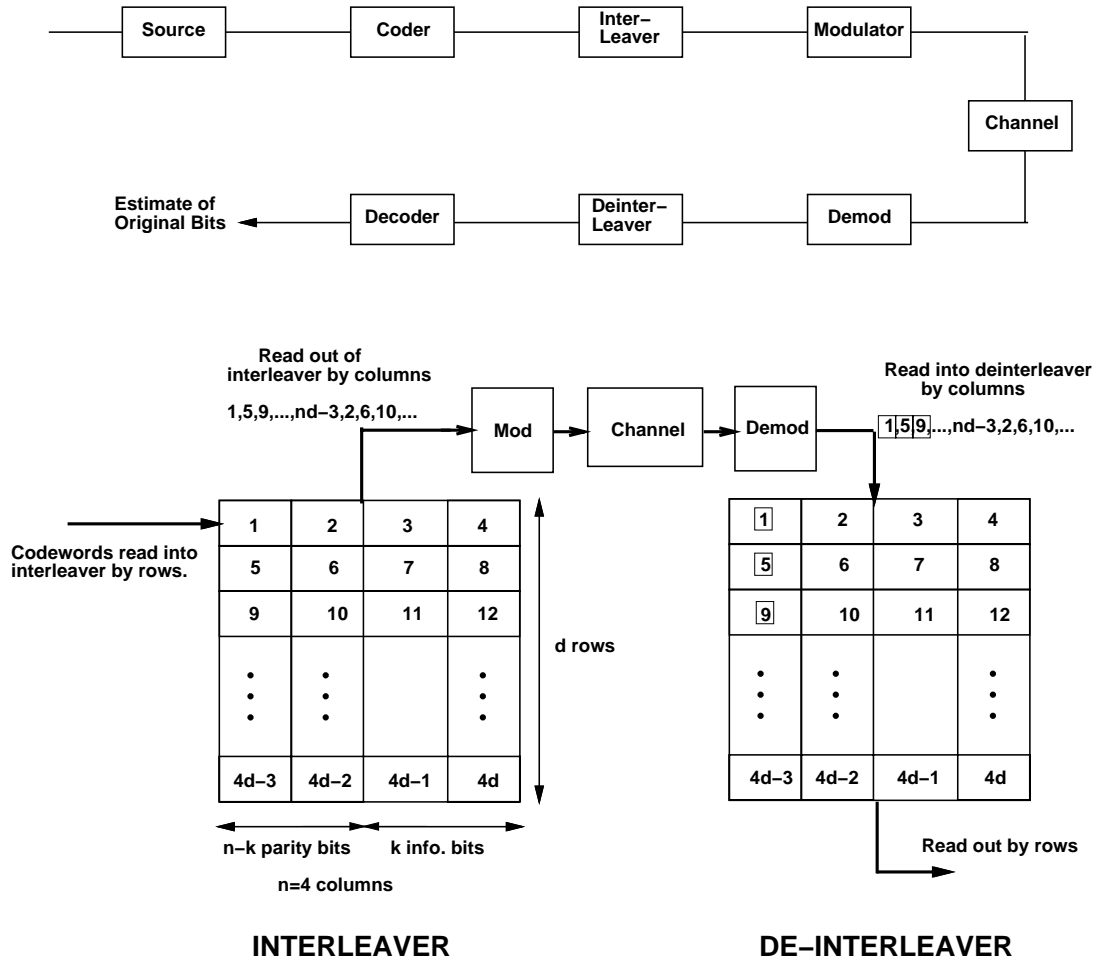 Source
Coder
Inter-
Leaver
Modulator
Channel
Estimate of
Original Bits
Decoder
Deinter-
Leaver
Demod
Read out of
interleaver by columns
1,5,9,...,nd-3,2,6,10,...
Mod
Channel
Demod
Read into deinterleaver
by columns
1,5,9,...,nd-3,2,6,10,...
Codewords read into
interleaver by rows.
1 2 3 4
5 6 7 8
9 10 11 12
4d-3 4d-2 4d-1 4d
d rows
n-k parity bits
k info. bits
n=4 columns
INTERLEAVER
1 2 3 4
5 6 7 8
9 10 11 12
4d-3 4d-2 4d-1 4d
Read out by rows
DE-INTERLEAVER